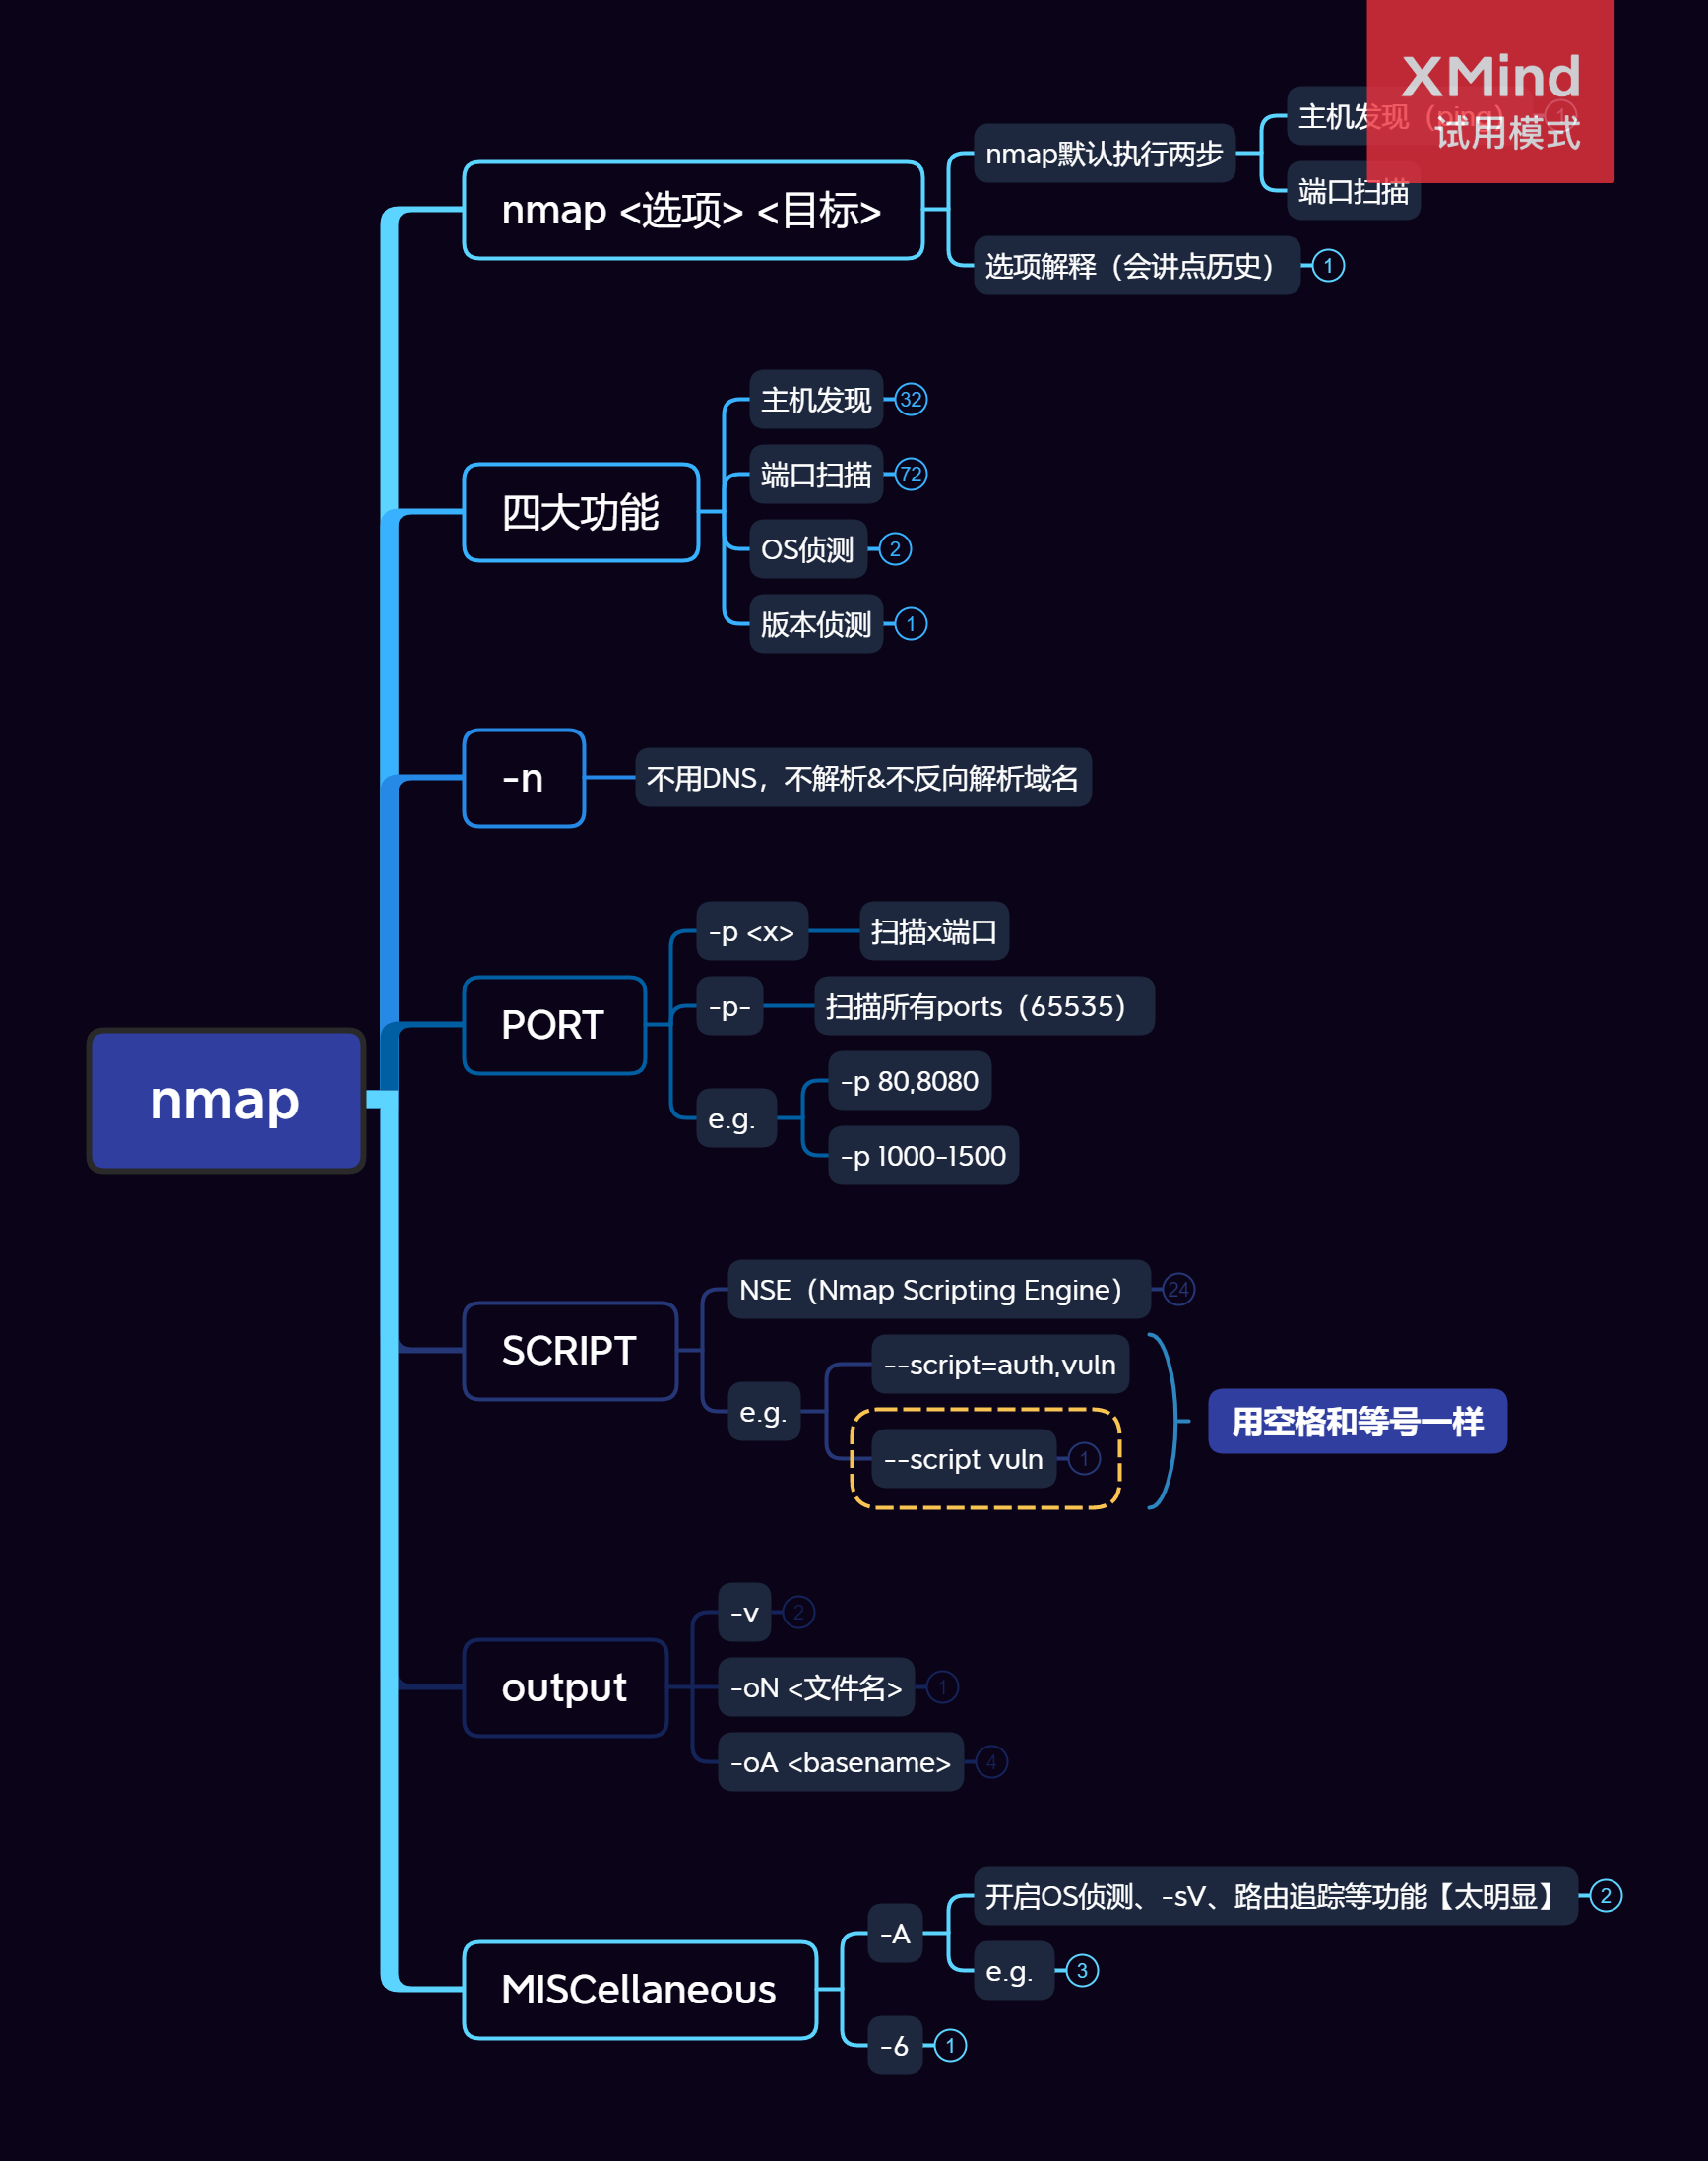 XMind
试用模式
主机发现（ping）
1
nmap默认执行两步
端口扫描
nmap <选项> <目标>
选项解释（会讲点历史）
1
主机发现
32
端口扫描
72
四大功能
OS侦测
2
版本侦测
1
-n
不用DNS，不解析&不反向解析域名
-p <x>
扫描x端口
-p-
扫描所有ports（65535）
PORT
-p 80,8080
e.g.
-p 1000-1500
nmap
NSE（Nmap Scripting Engine）
24
SCRIPT
--script=auth,vuln
e.g.
--script vuln
1
用空格和等号一样
-v
2
output
-oN <文件名>
1
-oA <basename>
4
开启OS侦测、-sV、路由追踪等功能【太明显】
2
-A
e.g.
3
MISCellaneous
-6
1